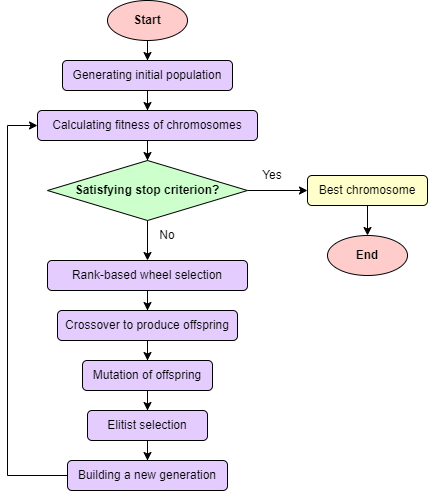 Start
Generating initial population
Calculating fitness of chromosomes
Satisfying stop criterion?
Yes
Best chromosome
End
No
Rank-based wheel selection
Crossover to produce offspring
Mutation of offspring
Elitist selection
Building a new generation